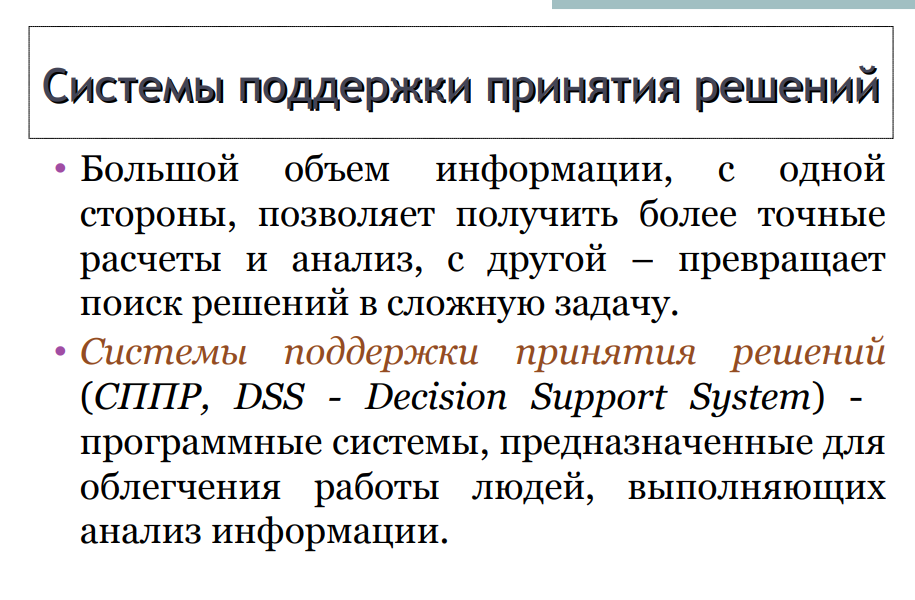 Системы поддержки принятия решений
• Большой объем информации, с одной
стороны, позволяет получить более точные
расчеты и анализ, с другой – превращает
поиск решений в сложную задачу.
• Системы поддержки принятия решений
(СППР, DSS - Decision Support System) -
программные системы, предназначенные для
облегчения работы людей, выполняющих
анализ информации.